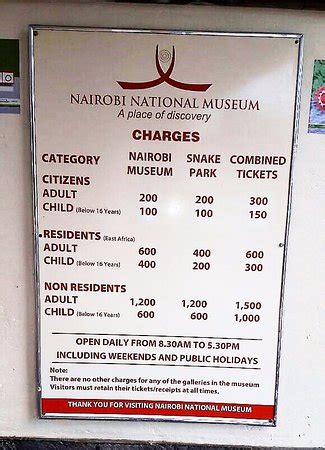 NAIROBI NATIONAL MUSEUM
A place of discovery
CHARGES
CATEGORY NAIROBI MUSEUM SNAKE PARK COMBINED TICKETS
CITIZENS
ADULT 200 200 300
CHILD (Below 16 Years) 100 100 150
RESIDENTS (East Africa)
ADULT 600 400 600
CHILD (Below 16 Years) 400 200 300
NON RESIDENTS
ADULT 1,200 1,200 1,500
CHILD (Below 16 Years) 600 600 1,000
OPEN DAILY FROM 8.30AM TO 5.30PM
INCLUDING WEEKENDS AND PUBLIC HOLIDAYS
Note:
There are no other charges for any of the galleries in the museum
Visitors must retain their tickets/receipts at all times.
THANK YOU FOR VISITING NAIROBI NATIONAL MUSEUM